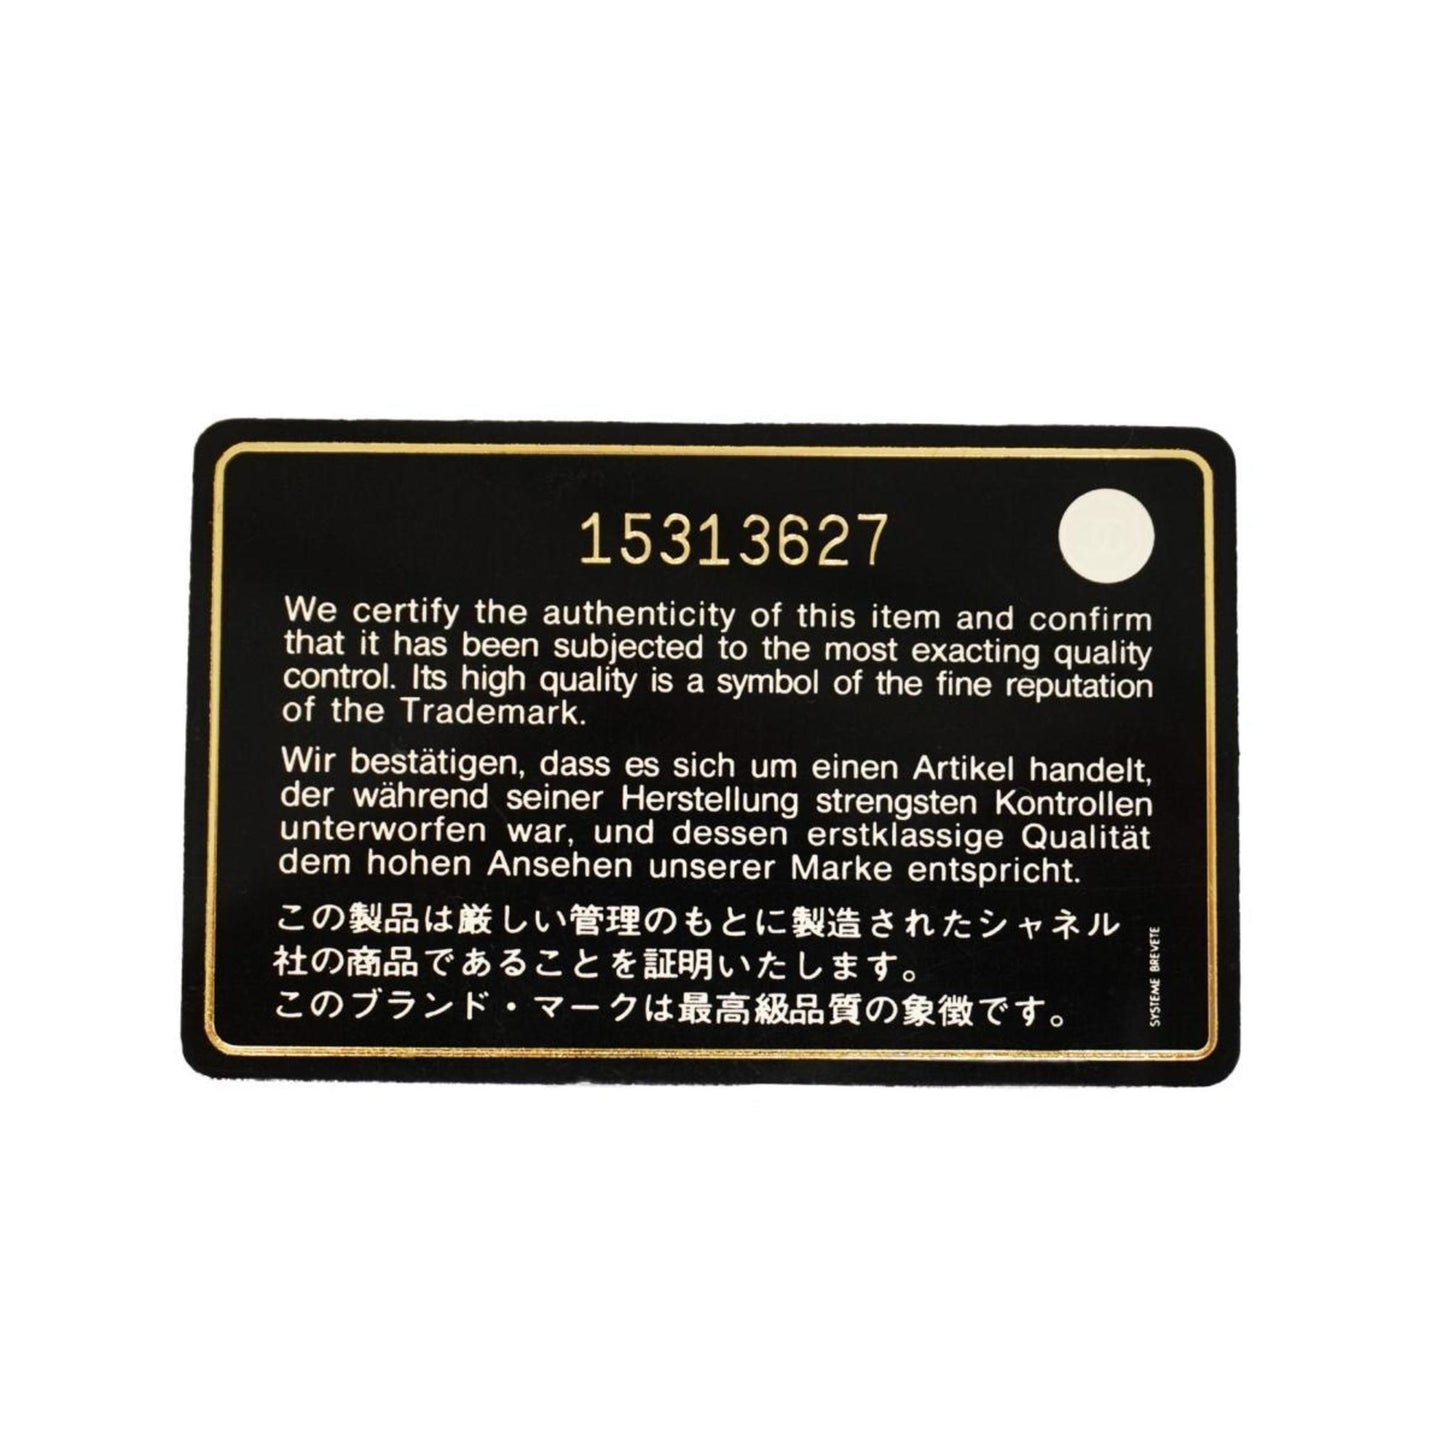 15313627
We certify the authenticity of this item and confirm
that it has been subjected to the most exacting quality
control. Its high quality is a symbol of the fine reputation
of the Trademark.
Wir bestätigen, dass es sich um einen Artikel handelt,
der während seiner Herstellung strengsten Kontrollen
unterworfen war, und dessen erstklassige Qualität
dem hohen Ansehen unserer Marke entspricht.
この製品は厳しい管理のもとに製造されたシャネル
社の商品であることを証明いたします。
このブランド・マークは最高級品質の象徴です。
SYSTEME BREVETE